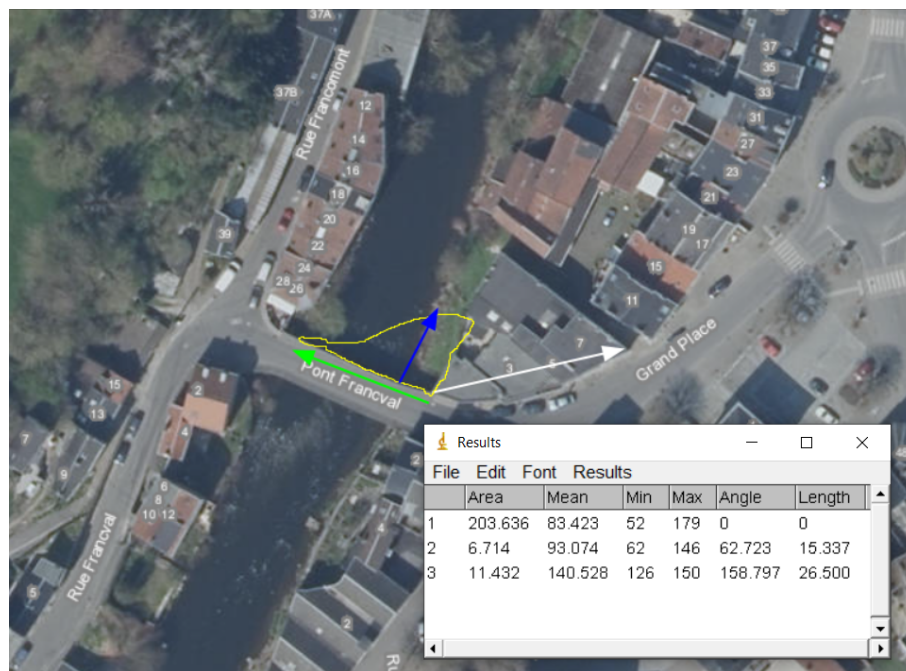 37A
37
35
33
37B
Rue Francomont
12
14
16
18
20
22
24
28
26
39
31
27
23
21
19
17
15
11
7
5
3
Grand Place
Pont Francval
15
13
2
4
7
9
6
8
10 12
Rue Francval
5
2
4
2
Ru
Results
File Edit Font Results
Area Mean Min Max Angle Length
1 203.636 83.423 52 179 0 0
2 6.714 93.074 62 146 62.723 15.337
3 11.432 140.528 126 150 158.797 26.500